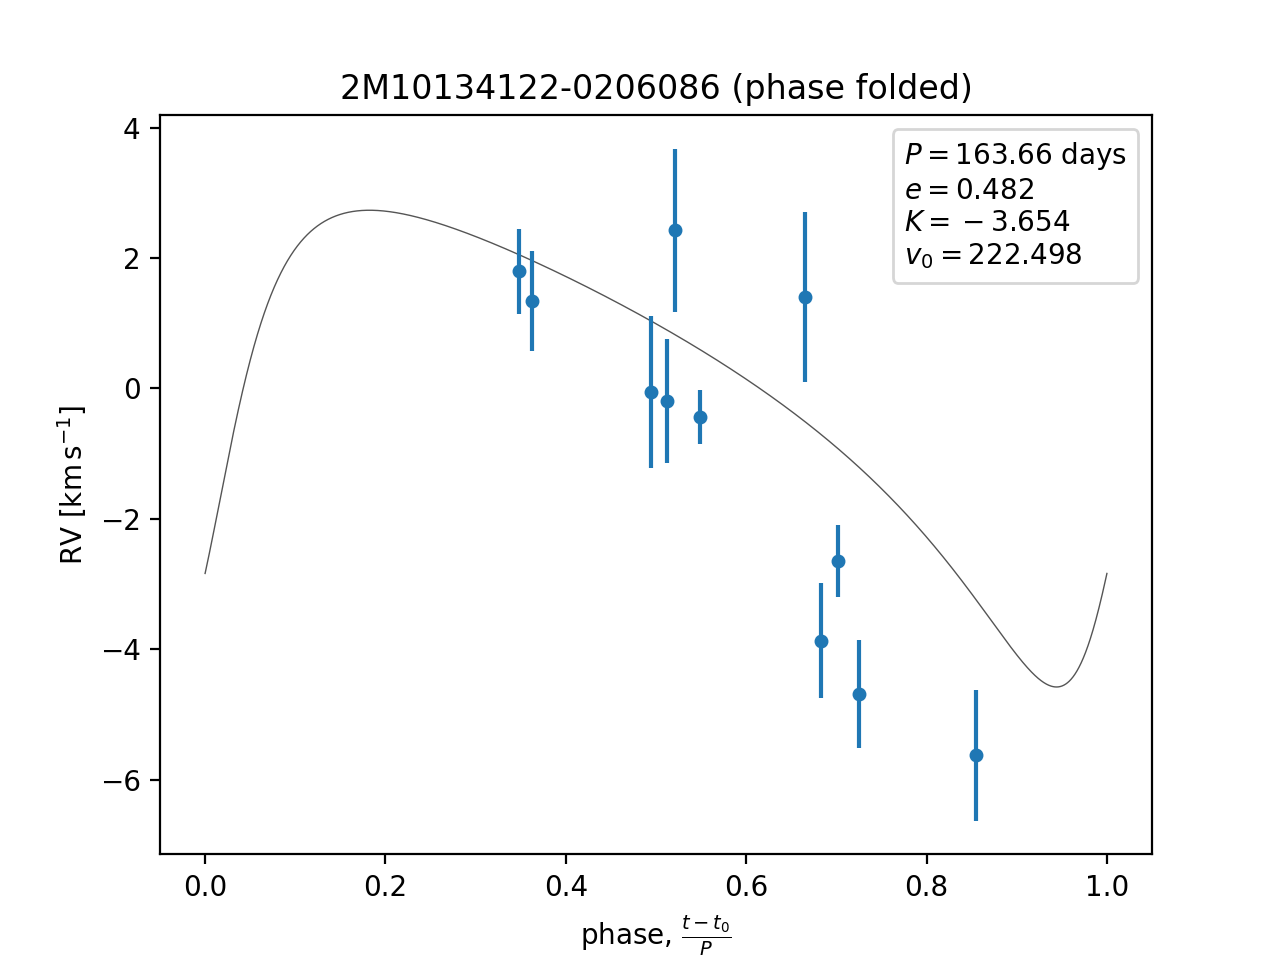 2M10134122-0206086 (phase folded)
P = 163.66 days
e = 0.482
K = −3.654
v₀ = 222.498
4
2
0
−2
−4
−6
RV [km s⁻¹]
0.0 0.2 0.4 0.6 0.8 1.0
phase, (t − t₀)/P